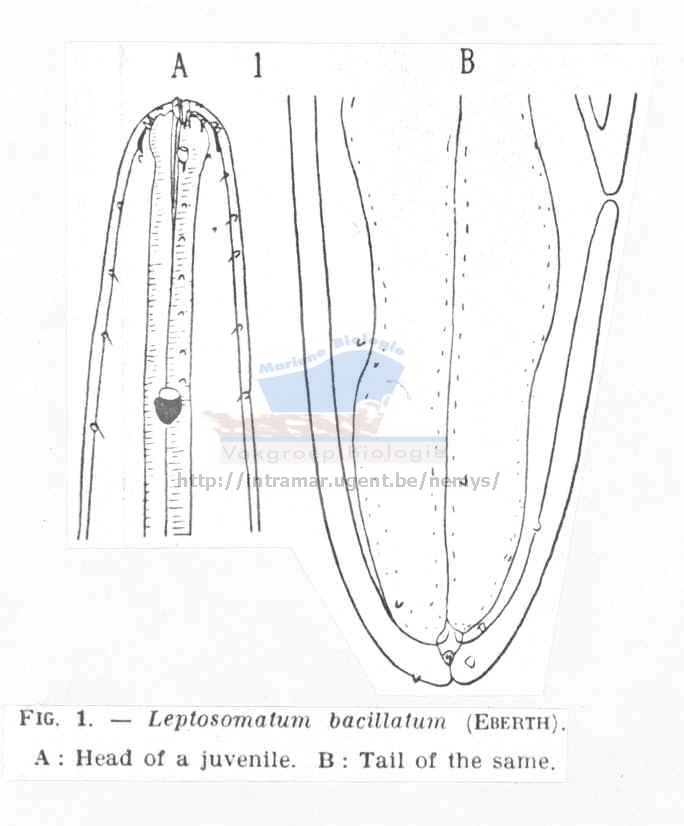 A 1 B
Mariene Biologie
Vakgroep Biologie
http://intramar.ugent.be/nemys/
FIG. 1. — Leptosomatum bacillatum (EBERTH).
A : Head of a juvenile. B : Tail of the same.